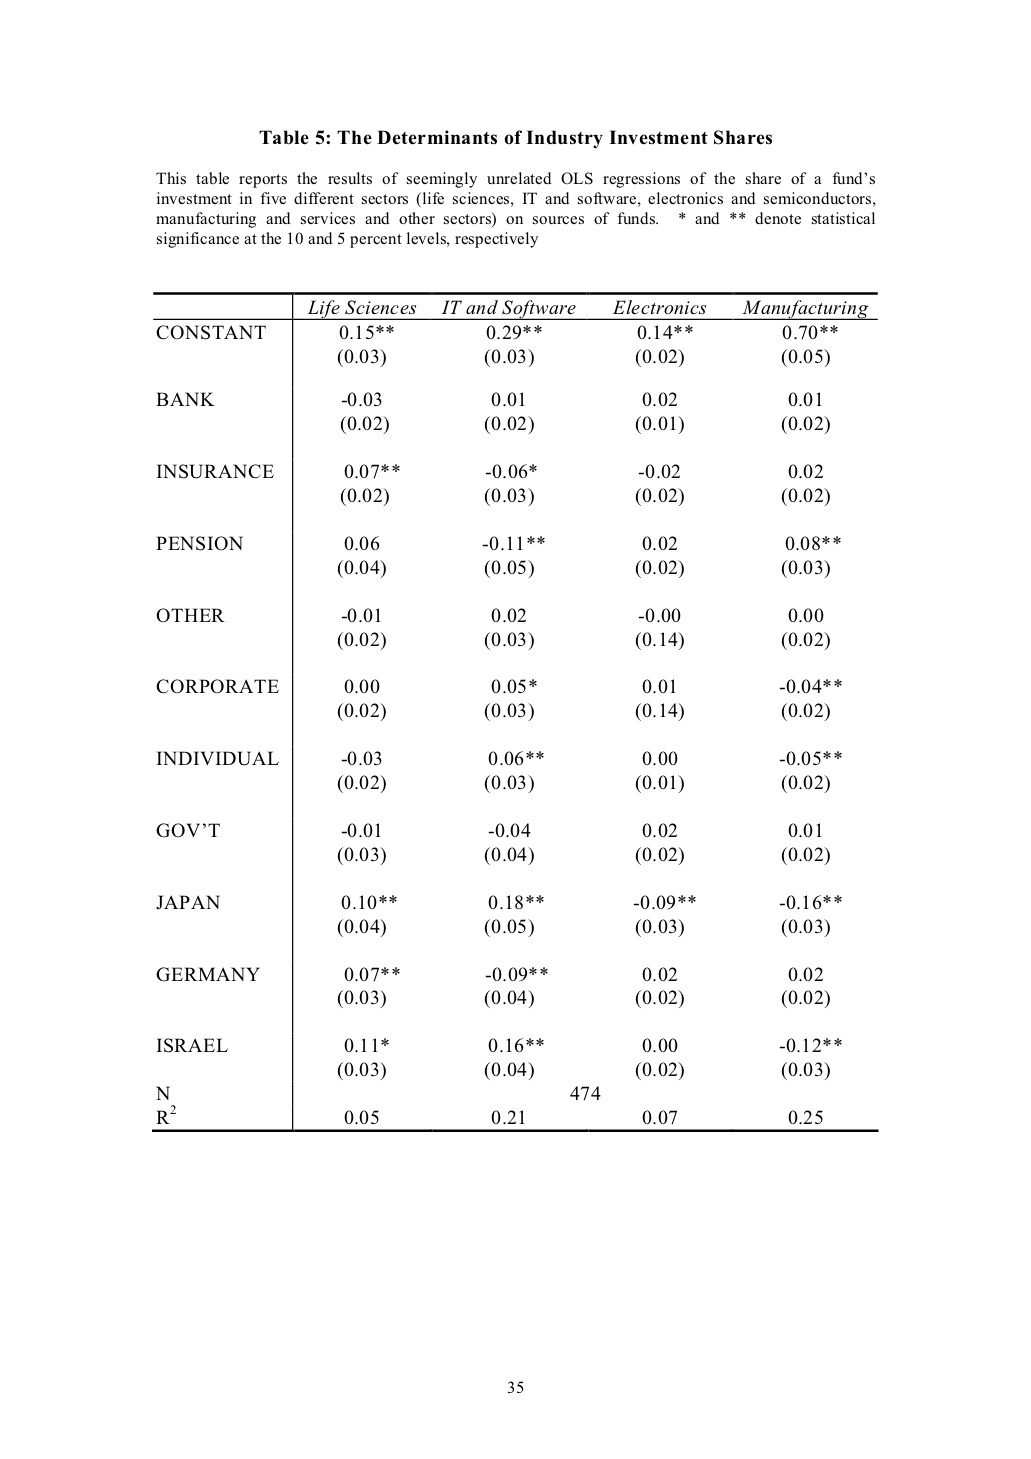 Table 5: The Determinants of Industry Investment Shares
This table reports the results of seemingly unrelated OLS regressions of the share of a fund's
investment in five different sectors (life sciences, IT and software, electronics and semiconductors,
manufacturing and services and other sectors) on sources of funds. * and ** denote statistical
significance at the 10 and 5 percent levels, respectively
Life Sciences IT and Software Electronics Manufacturing
CONSTANT 0.15** 0.29** 0.14** 0.70**
(0.03) (0.03) (0.02) (0.05)
BANK -0.03 0.01 0.02 0.01
(0.02) (0.02) (0.01) (0.02)
INSURANCE 0.07** -0.06* -0.02 0.02
(0.02) (0.03) (0.02) (0.02)
PENSION 0.06 -0.11** 0.02 0.08**
(0.04) (0.05) (0.02) (0.03)
OTHER -0.01 0.02 -0.00 0.00
(0.02) (0.03) (0.14) (0.02)
CORPORATE 0.00 0.05* 0.01 -0.04**
(0.02) (0.03) (0.14) (0.02)
INDIVIDUAL -0.03 0.06** 0.00 -0.05**
(0.02) (0.03) (0.01) (0.02)
GOV'T -0.01 -0.04 0.02 0.01
(0.03) (0.04) (0.02) (0.02)
JAPAN 0.10** 0.18** -0.09** -0.16**
(0.04) (0.05) (0.03) (0.03)
GERMANY 0.07** -0.09** 0.02 0.02
(0.03) (0.04) (0.02) (0.02)
ISRAEL 0.11* 0.16** 0.00 -0.12**
(0.03) (0.04) (0.02) (0.03)
N 474
R² 0.05 0.21 0.07 0.25
35